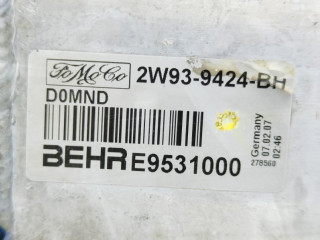 FoMoCo 2W93-9424-BH
D0MND
BEHR E9531000
Germany
07.02.07
02.46
278560